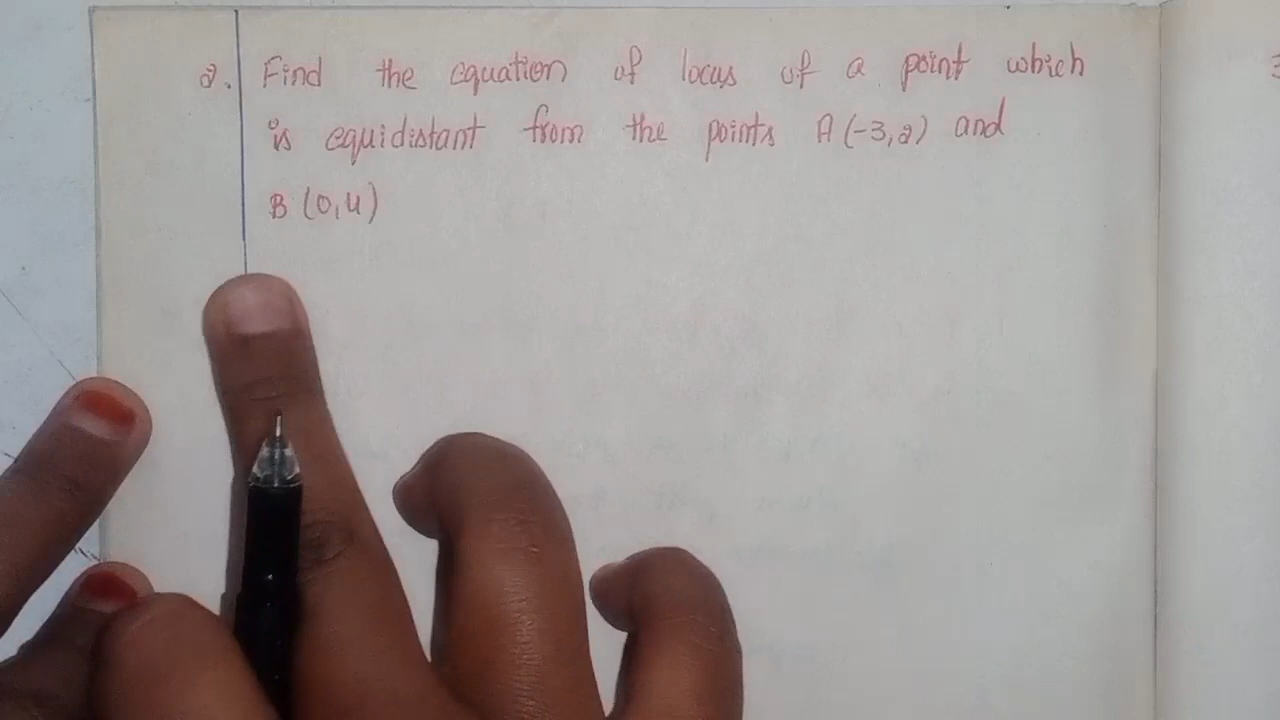 2. Find the equation of locus of a point which
is equidistant from the points A (-3,2) and
B (0,4)
3